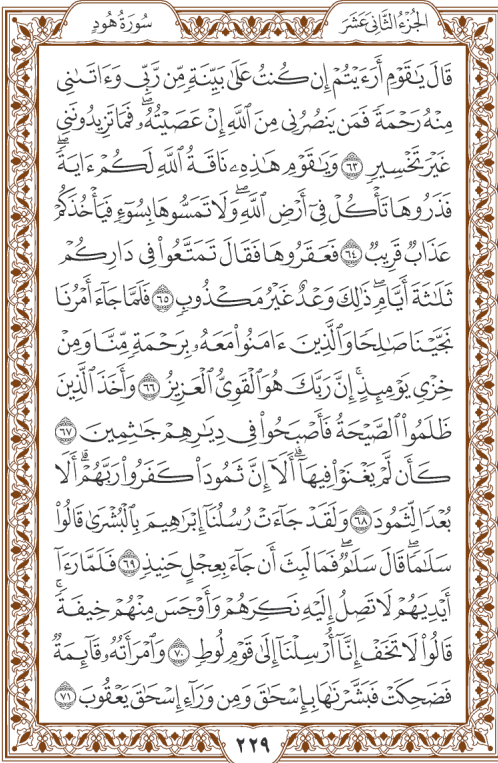 الجُزْءُ الثَّانِي عَشَرَ سُورَةُ هُودٍ
قَالَ يَٰقَوْمِ أَرَءَيْتُمْ إِن كُنتُ عَلَىٰ بَيِّنَةٍ مِّن رَّبِّي وَءَاتَىٰنِي
مِنْهُ رَحْمَةً فَمَن يَنصُرُنِي مِنَ ٱللَّهِ إِنْ عَصَيْتُهُۥۖ فَمَا تَزِيدُونَنِي
غَيْرَ تَخْسِيرٍ ٦٣ وَيَٰقَوْمِ هَٰذِهِۦ نَاقَةُ ٱللَّهِ لَكُمْ ءَايَةًۖ
فَذَرُوهَا تَأْكُلْ فِيٓ أَرْضِ ٱللَّهِۖ وَلَا تَمَسُّوهَا بِسُوٓءٍ فَيَأْخُذَكُمْ
عَذَابٌ قَرِيبٌ ٦٤ فَعَقَرُوهَا فَقَالَ تَمَتَّعُوا۟ فِي دَارِكُمْ
ثَلَٰثَةَ أَيَّامٍۖ ذَٰلِكَ وَعْدٌ غَيْرُ مَكْذُوبٍ ٦٥ فَلَمَّا جَآءَ أَمْرُنَا
نَجَّيْنَا صَٰلِحًا وَٱلَّذِينَ ءَامَنُوا۟ مَعَهُۥ بِرَحْمَةٍ مِّنَّا وَمِنْ
خِزْيِ يَوْمِئِذٍۚ إِنَّ رَبَّكَ هُوَ ٱلْقَوِيُّ ٱلْعَزِيزُ ٦٦ وَأَخَذَ ٱلَّذِينَ
ظَلَمُوا۟ ٱلصَّيْحَةُ فَأَصْبَحُوا۟ فِي دِيَٰرِهِمْ جَٰثِمِينَ ٦٧
كَأَن لَّمْ يَغْنَوْا۟ فِيهَآۗ أَلَآ إِنَّ ثَمُودَا۟ كَفَرُوا۟ رَبَّهُمْۗ أَلَا
بُعْدًا لِّثَمُودَ ٦٨ وَلَقَدْ جَآءَتْ رُسُلُنَآ إِبْرَٰهِيمَ بِٱلْبُشْرَىٰ قَالُوا۟
سَلَٰمًاۖ قَالَ سَلَٰمٌۖ فَمَا لَبِثَ أَن جَآءَ بِعِجْلٍ حَنِيذٍ ٦٩ فَلَمَّا رَءَآ
أَيْدِيَهُمْ لَا تَصِلُ إِلَيْهِ نَكِرَهُمْ وَأَوْجَسَ مِنْهُمْ خِيفَةًۚ
قَالُوا۟ لَا تَخَفْ إِنَّآ أُرْسِلْنَآ إِلَىٰ قَوْمِ لُوطٍ ٧٠ وَٱمْرَأَتُهُۥ قَآئِمَةٌ
فَضَحِكَتْ فَبَشَّرْنَٰهَا بِإِسْحَٰقَ وَمِن وَرَآءِ إِسْحَٰقَ يَعْقُوبَ ٧١
٢٢٩